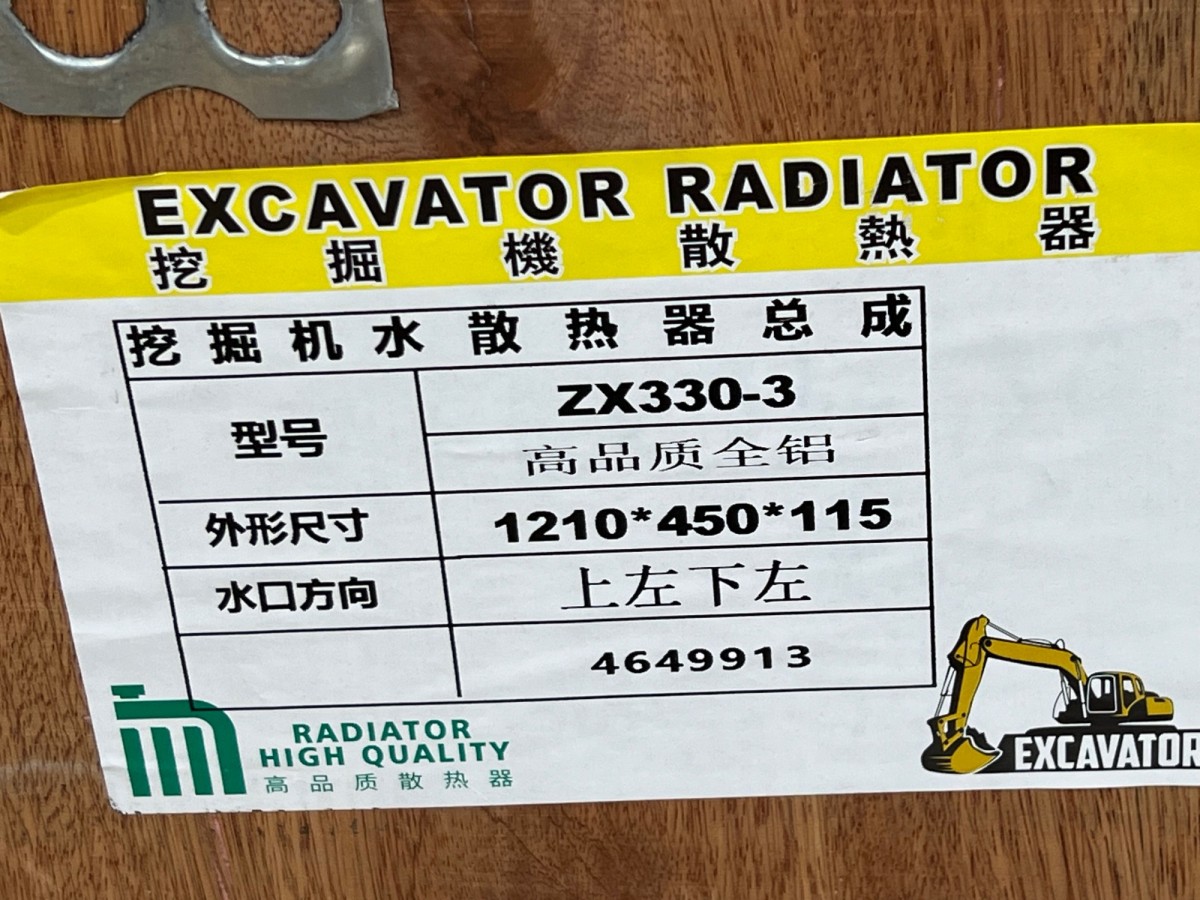 EXCAVATOR RADIATOR
挖掘機散熱器
挖掘机水散热器总成
型号
ZX330-3
高品质全铝
外形尺寸
1210*450*115
水口方向
上左下左
4649913
RADIATOR
HIGH QUALITY
高品质散热器
EXCAVATOR